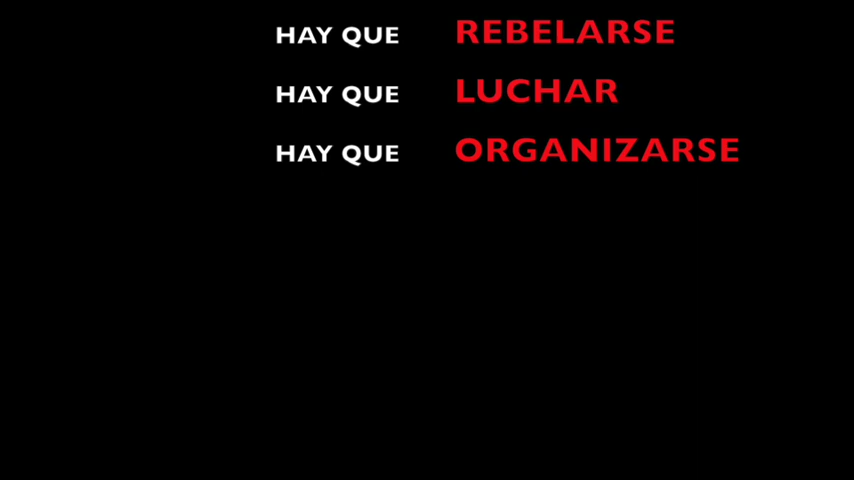 HAY QUE REBELARSE
HAY QUE LUCHAR
HAY QUE ORGANIZARSE